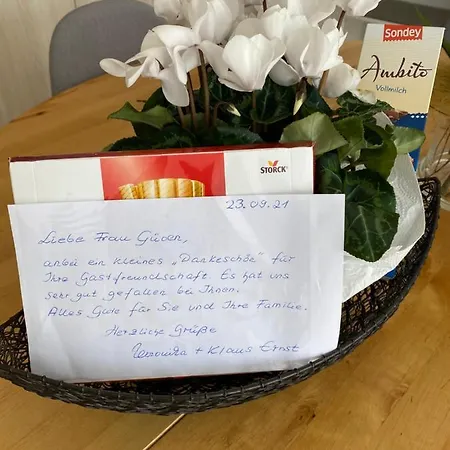 Sondey
Ambito
Vollmilch
STORCK
23.09.21
Liebe Frau Güven,
anbei ein kleines „Dankeschön" für
Ihre Gastfreundschaft. Es hat uns
sehr gut gefallen bei Ihnen.
Alles Gute für Sie und Ihre Familie.
Herzliche Grüße
+ Klaus Ernst